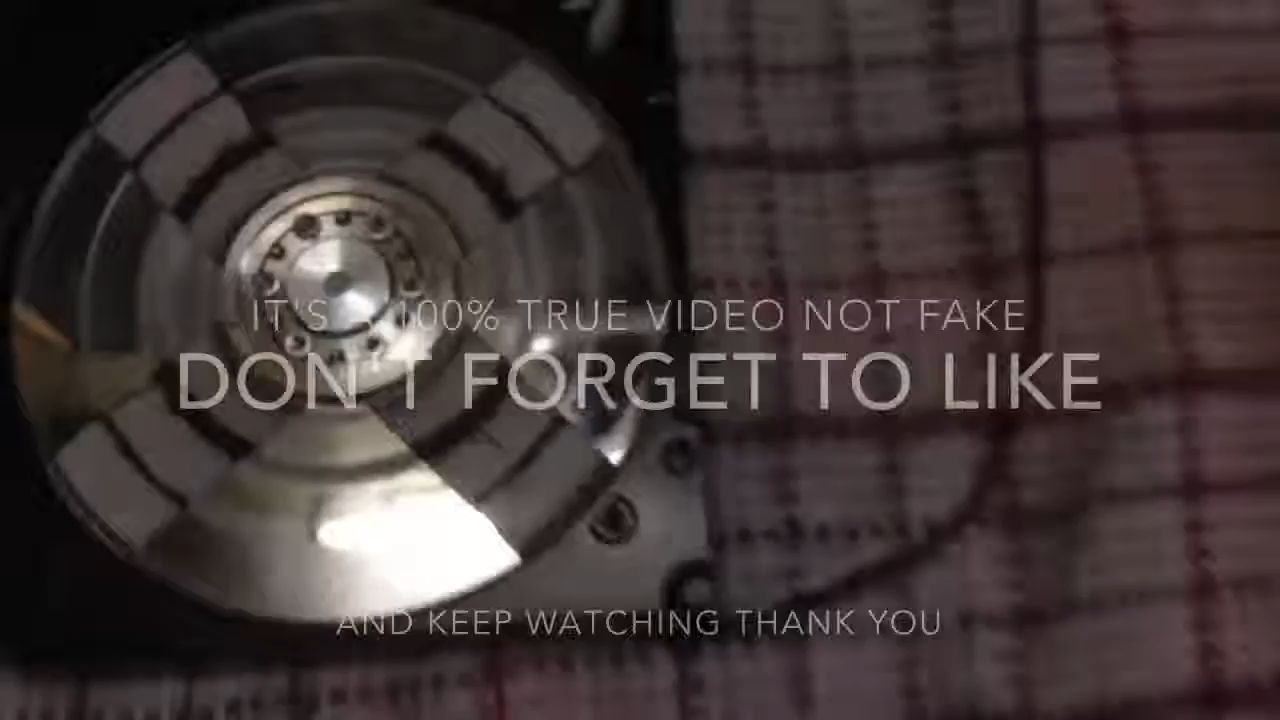 IT'S 100% TRUE VIDEO NOT FAKE
DON'T FORGET TO LIKE
AND KEEP WATCHING THANK YOU